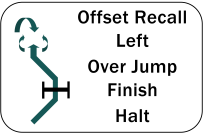 Offset Recall
Left
Over Jump
Finish
Halt